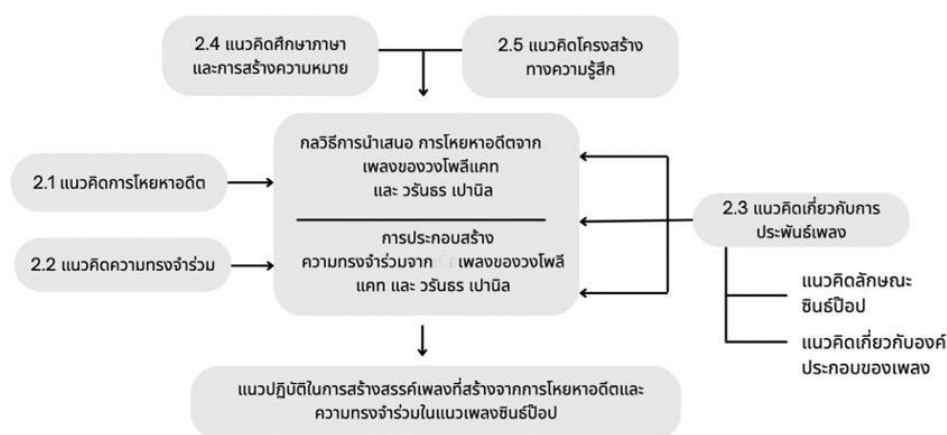 2.4 แนวคิดศึกษาภาษา
และการสร้างความหมาย
2.5 แนวคิดโครงสร้าง
ทางความรู้สึก
กลวิธีการนำเสนอ การโหยหาอดีตจาก
เพลงของวงโพลีแคท
และ วรันธร เปานิล
2.1 แนวคิดการโหยหาอดีต
2.2 แนวคิดความทรงจำร่วม
การประกอบสร้าง
ความทรงจำร่วมจาก เพลงของวงโพลี
แคท และ วรันธร เปานิล
2.3 แนวคิดเกี่ยวกับการ
ประพันธ์เพลง
แนวคิดลักษณะ
ซินธ์ป๊อป
แนวคิดเกี่ยวกับองค์
ประกอบของเพลง
แนวปฏิบัติในการสร้างสรรค์เพลงที่สร้างจากการโหยหาอดีตและ
ความทรงจำร่วมในแนวเพลงซินธ์ป๊อป